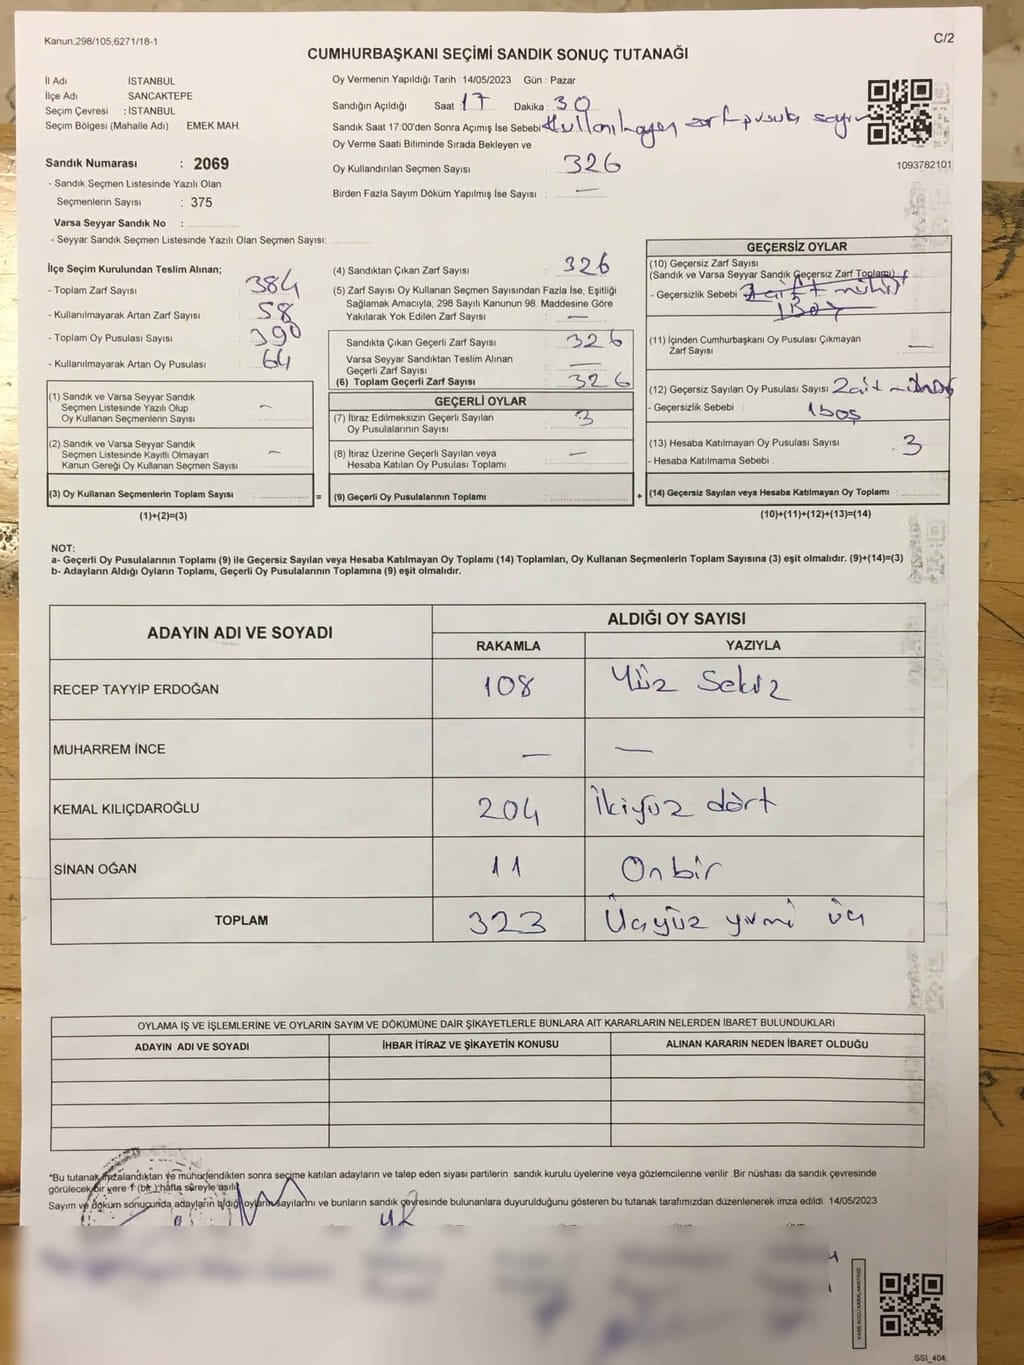 Kanun;298/105,6271/18-1
C/2
CUMHURBAŞKANI SEÇİMİ SANDIK SONUÇ TUTANAĞI
İl Adı : İSTANBUL
İlçe Adı : SANCAKTEPE
Seçim Çevresi : İSTANBUL
Seçim Bölgesi (Mahalle Adı) : EMEK MAH.
Oy Vermenin Yapıldığı Tarih : 14/05/2023 Gün : Pazar
Sandığın Açıldığı Saat : 17 Dakika : 30
Sandık Saat 17:00'den Sonra Açımış İse Sebebi Kullanılmayan zarf pusula sayım
Oy Verme Saati Bitiminde Sırada Bekleyen ve
Oy Kullandırılan Seçmen Sayısı : 326
Birden Fazla Sayım Döküm Yapılmış İse Sayısı : —
1093782101
Sandık Numarası : 2069
- Sandık Seçmen Listesinde Yazılı Olan
Seçmenlerin Sayısı : 375
Varsa Seyyar Sandık No :
- Seyyar Sandık Seçmen Listesinde Yazılı Olan Seçmen Sayısı:
İlçe Seçim Kurulundan Teslim Alınan;
- Toplam Zarf Sayısı : 384
- Kullanılmayarak Artan Zarf Sayısı : 58
- Toplam Oy Pusulası Sayısı : 390
- Kullanılmayarak Artan Oy Pusulası : 64
(1) Sandık ve Varsa Seyyar Sandık
Seçmen Listesinde Yazılı Olup
Oy Kullanan Seçmenlerin Sayısı : —
(2) Sandık ve Varsa Seyyar Sandık
Seçmen Listesinde Kayıtlı Olmayan
Kanun Gereği Oy Kullanan Seçmen Sayısı : —
(3) Oy Kullanan Seçmenlerin Toplam Sayısı :
=
(1)+(2)=(3)
(4) Sandıktan Çıkan Zarf Sayısı : 326
(5) Zarf Sayısı Oy Kullanan Seçmen Sayısından Fazla İse, Eşitliği
Sağlamak Amacıyla, 298 Sayılı Kanunun 98. Maddesine Göre
Yakılarak Yok Edilen Zarf Sayısı : —
Sandıkta Çıkan Geçerli Zarf Sayısı : 326
Varsa Seyyar Sandıktan Teslim Alınan
Geçerli Zarf Sayısı : —
(6) Toplam Geçerli Zarf Sayısı : 326
GEÇERLİ OYLAR
(7) İtiraz Edilmeksizin Geçerli Sayılan
Oy Pusulalarının Sayısı : 3
(8) İtiraz Üzerine Geçerli Sayılan veya
Hesaba Katılan Oy Pusulası Toplamı : —
(9) Geçerli Oy Pusulalarının Toplamı :
+
GEÇERSİZ OYLAR
(10) Geçersiz Zarf Sayısı
(Sandık ve Varsa Seyyar Sandık Geçersiz Zarf Toplamı) :
- Geçersizlik Sebebi :
(11) İçinden Cumhurbaşkanı Oy Pusulası Çıkmayan
Zarf Sayısı : —
(12) Geçersiz Sayılan Oy Pusulası Sayısı 2
- Geçersizlik Sebebi : 1 boş
(13) Hesaba Katılmayan Oy Pusulası Sayısı : 3
- Hesaba Katılmama Sebebi :
(14) Geçersiz Sayılan veya Hesaba Katılmayan Oy Toplamı :
(10)+(11)+(12)+(13)=(14)
NOT:
a- Geçerli Oy Pusulalarının Toplamı (9) ile Geçersiz Sayılan veya Hesaba Katılmayan Oy Toplamı (14) Toplamları, Oy Kullanan Seçmenlerin Toplam Sayısına (3) eşit olmalıdır. (9)+(14)=(3)
b- Adayların Aldığı Oyların Toplamı, Geçerli Oy Pusulalarının Toplamına (9) eşit olmalıdır.
ADAYIN ADI VE SOYADI
ALDIĞI OY SAYISI
RAKAMLA YAZIYLA
RECEP TAYYİP ERDOĞAN 108 Yüz Sekiz
MUHARREM İNCE — —
KEMAL KILIÇDAROĞLU 204 İkiyüz dört
SİNAN OĞAN 11 On bir
TOPLAM 323 Üçyüz yirmi üç
OYLAMA İŞ VE İŞLEMLERİNE VE OYLARIN SAYIM VE DÖKÜMÜNE DAİR ŞİKAYETLERLE BUNLARA AİT KARARLARIN NELERDEN İBARET BULUNDUKLARI
ADAYIN ADI VE SOYADI İHBAR İTİRAZ VE ŞİKAYETİN KONUSU ALINAN KARARIN NEDEN İBARET OLDUĞU
*Bu tutanak imzalandıktan ve mühürlendikten sonra seçime katılan adayların ve talep eden siyasi partilerin sandık kurulu üyelerine veya gözlemcilerine verilir .Bir nüshası da sandık çevresinde
görülecek bir yere 1 (bir ) hafta süreyle asılır.
Sayım ve döküm sonucunda adayların aldığı oyların sayılarını ve bunların sandık çevresinde bulunanlara duyurulduğunu gösteren bu tutanak tarafımızdan düzenlenerek imza edildi. 14/05/2023
KARE KODU KARALAMAYINIZ!
SSI_404